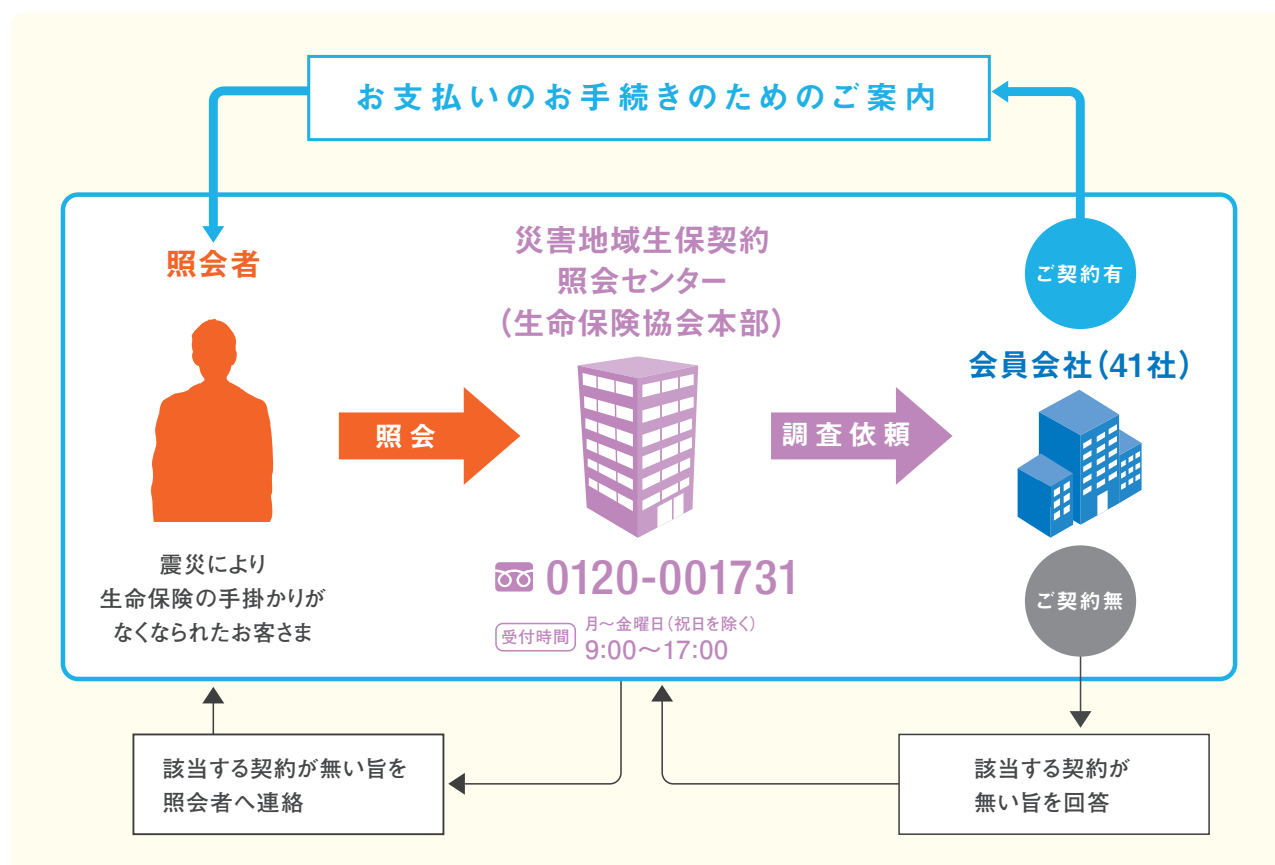 お支払いのお手続きのためのご案内
照会者
震災により
生命保険の手掛かりが
なくなられたお客さま
照会
災害地域生保契約
照会センター
（生命保険協会本部）
0120-001731
受付時間
月〜金曜日（祝日を除く）
9:00〜17:00
調査依頼
ご契約有
会員会社（41社）
ご契約無
該当する契約が
無い旨を回答
該当する契約が無い旨を
照会者へ連絡